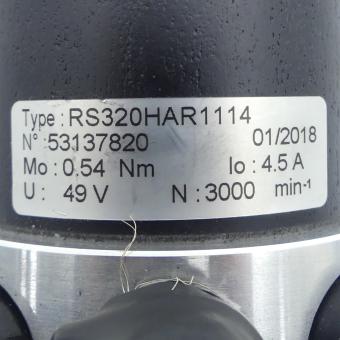 Type : RS320HAR1114
N° 53137820 01/2018
Mo : 0.54 Nm Io : 4.5 A
U : 49 V N : 3000 min-1